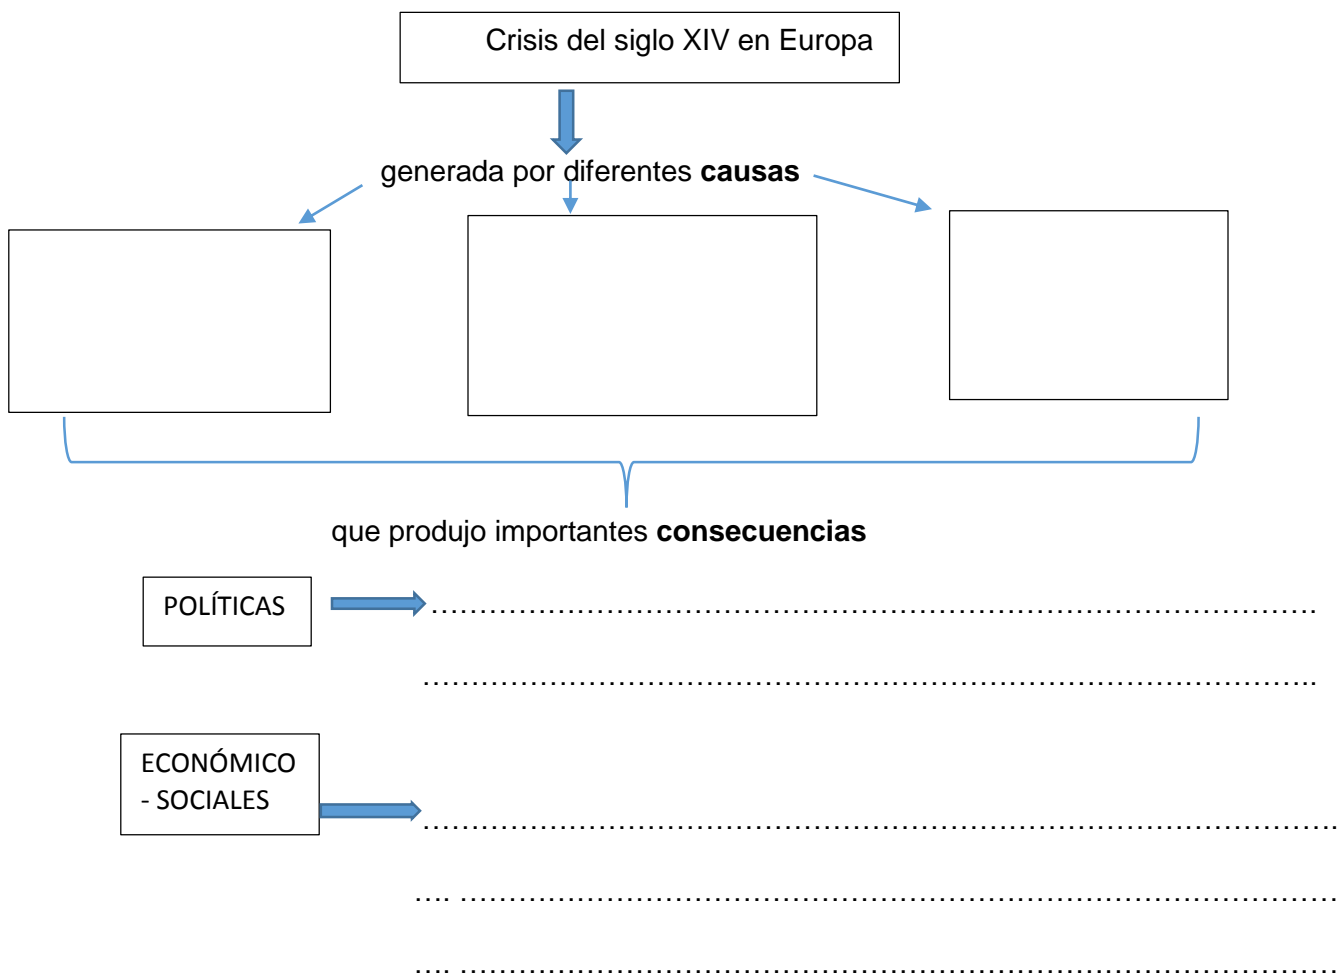 Crisis del siglo XIV en Europa
generada por diferentes causas
que produjo importantes consecuencias
POLÍTICAS
……………………………………………………………………………………………….
………………………………………………………………………………………………..
ECONÓMICO
- SOCIALES
…………………………………………………………………………………………………..
…. ………………………………………………………………………………………………
…. ………………………………………………………………………………………………